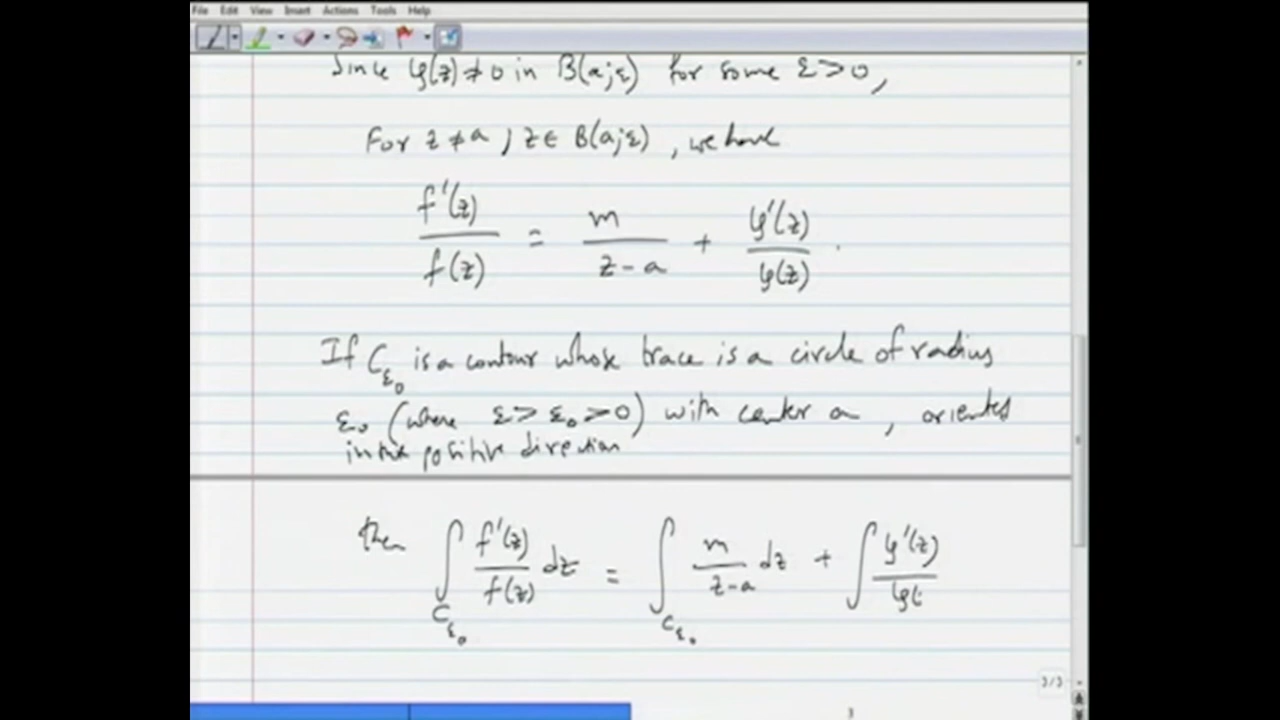 File Edit View Insert Actions Tools Help
Since φ(z) ≠ 0 in B(a;ε) for some ε > 0,
For z ≠ a ; z ∈ B(a;ε) , we have
f'(z)/f(z) = m/(z-a) + φ'(z)/φ(z) .
If C_ε₀ is a contour whose trace is a circle of radius
ε₀ (where ε > ε₀ > 0) with center a , oriented
in the positive direction
then ∫_C_ε₀ f'(z)/f(z) dz = ∫_C_ε₀ m/(z-a) dz + ∫ φ'(z)/φ(
3/3
3